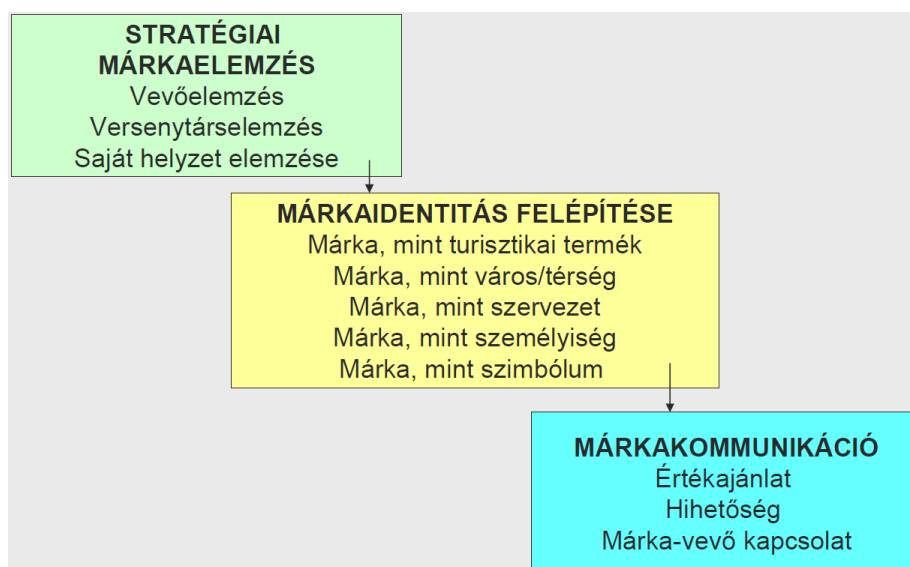 STRATÉGIAI
MÁRKAELEMZÉS
Vevőelemzés
Versenytárselemzés
Saját helyzet elemzése
MÁRKAIDENTITÁS FELÉPÍTÉSE
Márka, mint turisztikai termék
Márka, mint város/térség
Márka, mint szervezet
Márka, mint személyiség
Márka, mint szimbólum
MÁRKAKOMMUNIKÁCIÓ
Értékajánlat
Hihetőség
Márka-vevő kapcsolat